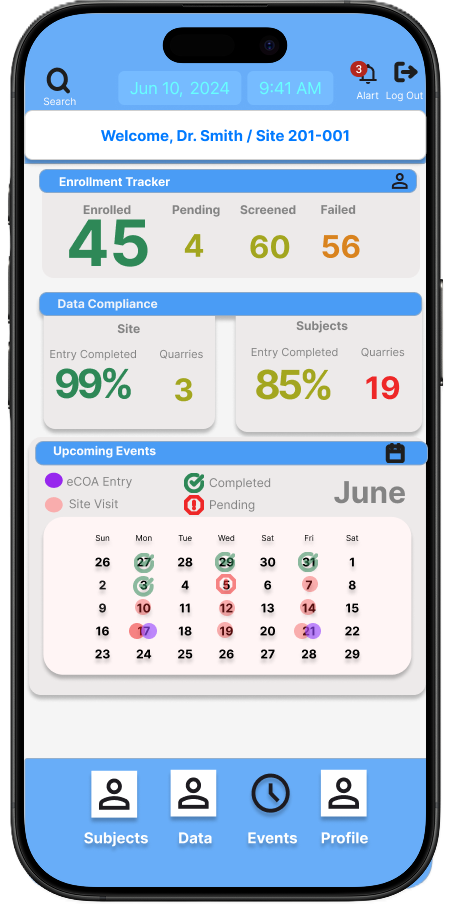 3
Search
Jun 10, 2024
9:41 AM
Alart
Log Out
Welcome, Dr. Smith / Site 201-001
Enrollment Tracker
Enrolled Pending Screened Failed
45 4 60 56
Data Compliance
Site
Entry Completed Quarries
99% 3
Subjects
Entry Completed Quarries
85% 19
Upcoming Events
eCOA Entry Completed
Site Visit Pending
June
Sun Mon Tue Wed Sat Fri Sat
26 27 28 29 30 31 1
2 3 4 5 6 7 8
9 10 11 12 13 14 15
16 17 18 19 20 21 22
23 24 25 26 27 28 29
Subjects Data Events Profile